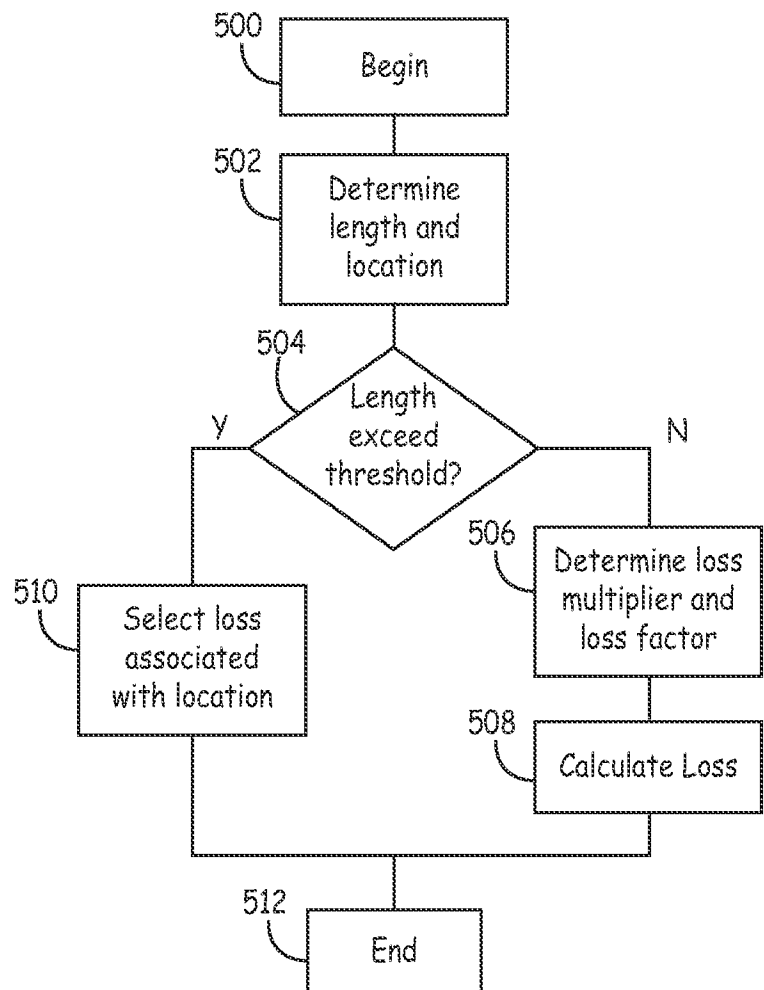 500
Begin
502
Determine
length and
location
504
Length
exceed
threshold?
Y
N
506
Determine loss
multiplier and
loss factor
510
Select loss
associated
with location
508
Calculate Loss
512
End